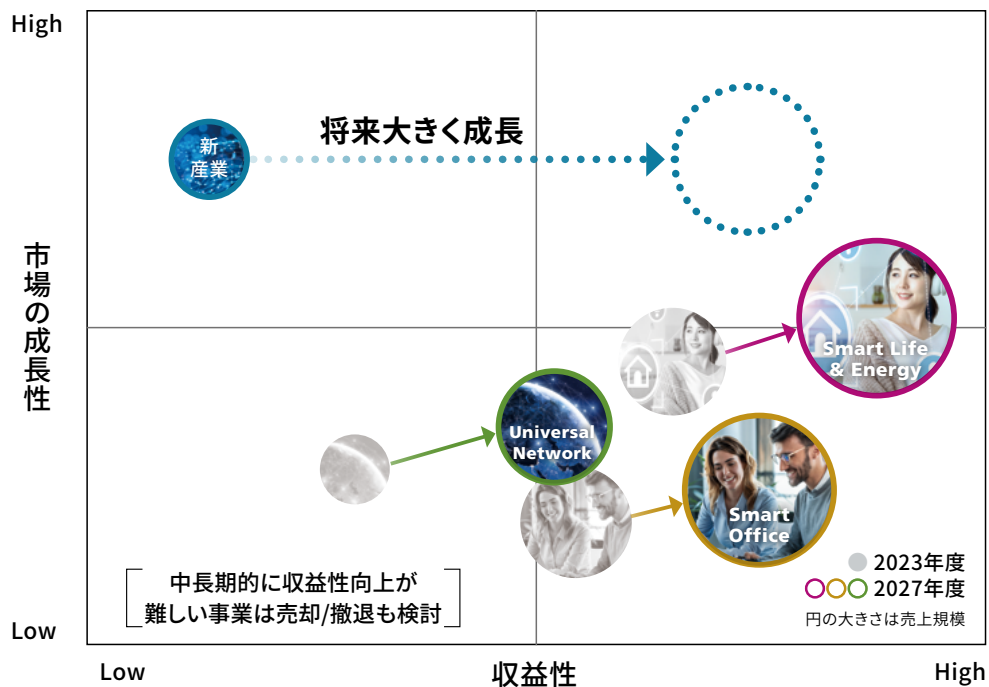 High
将来大きく成長
新
産業
市場の成長性
Smart Life
& Energy
Universal
Network
Smart
Office
中長期的に収益性向上が
難しい事業は売却/撤退も検討
2023年度
2027年度
円の大きさは売上規模
Low
Low
収益性
High